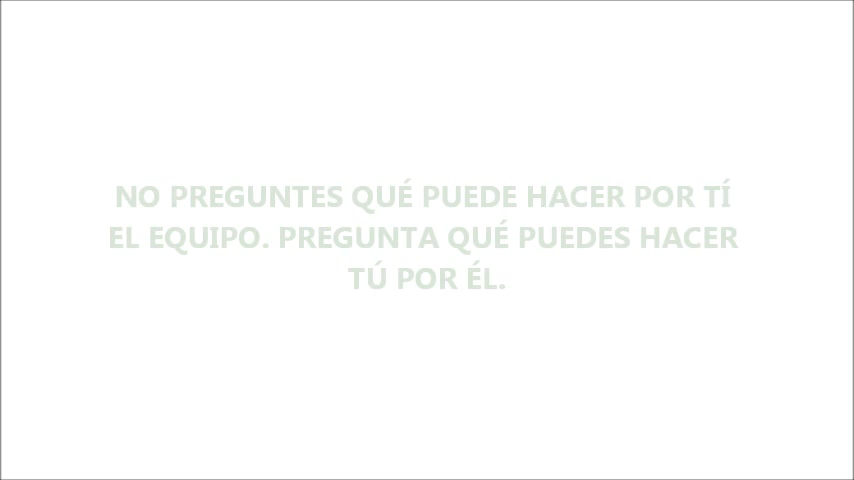 NO PREGUNTES QUÉ PUEDE HACER POR TÍ
EL EQUIPO. PREGUNTA QUÉ PUEDES HACER
TÚ POR ÉL.